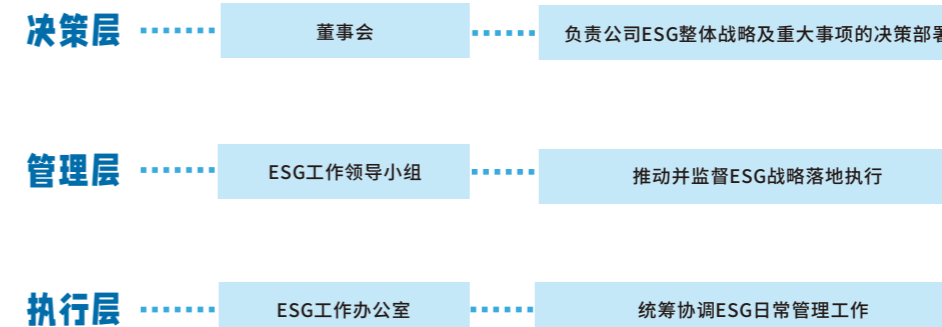 决策层
董事会
负责公司ESG整体战略及重大事项的决策部署
管理层
ESG工作领导小组
推动并监督ESG战略落地执行
执行层
ESG工作办公室
统筹协调ESG日常管理工作